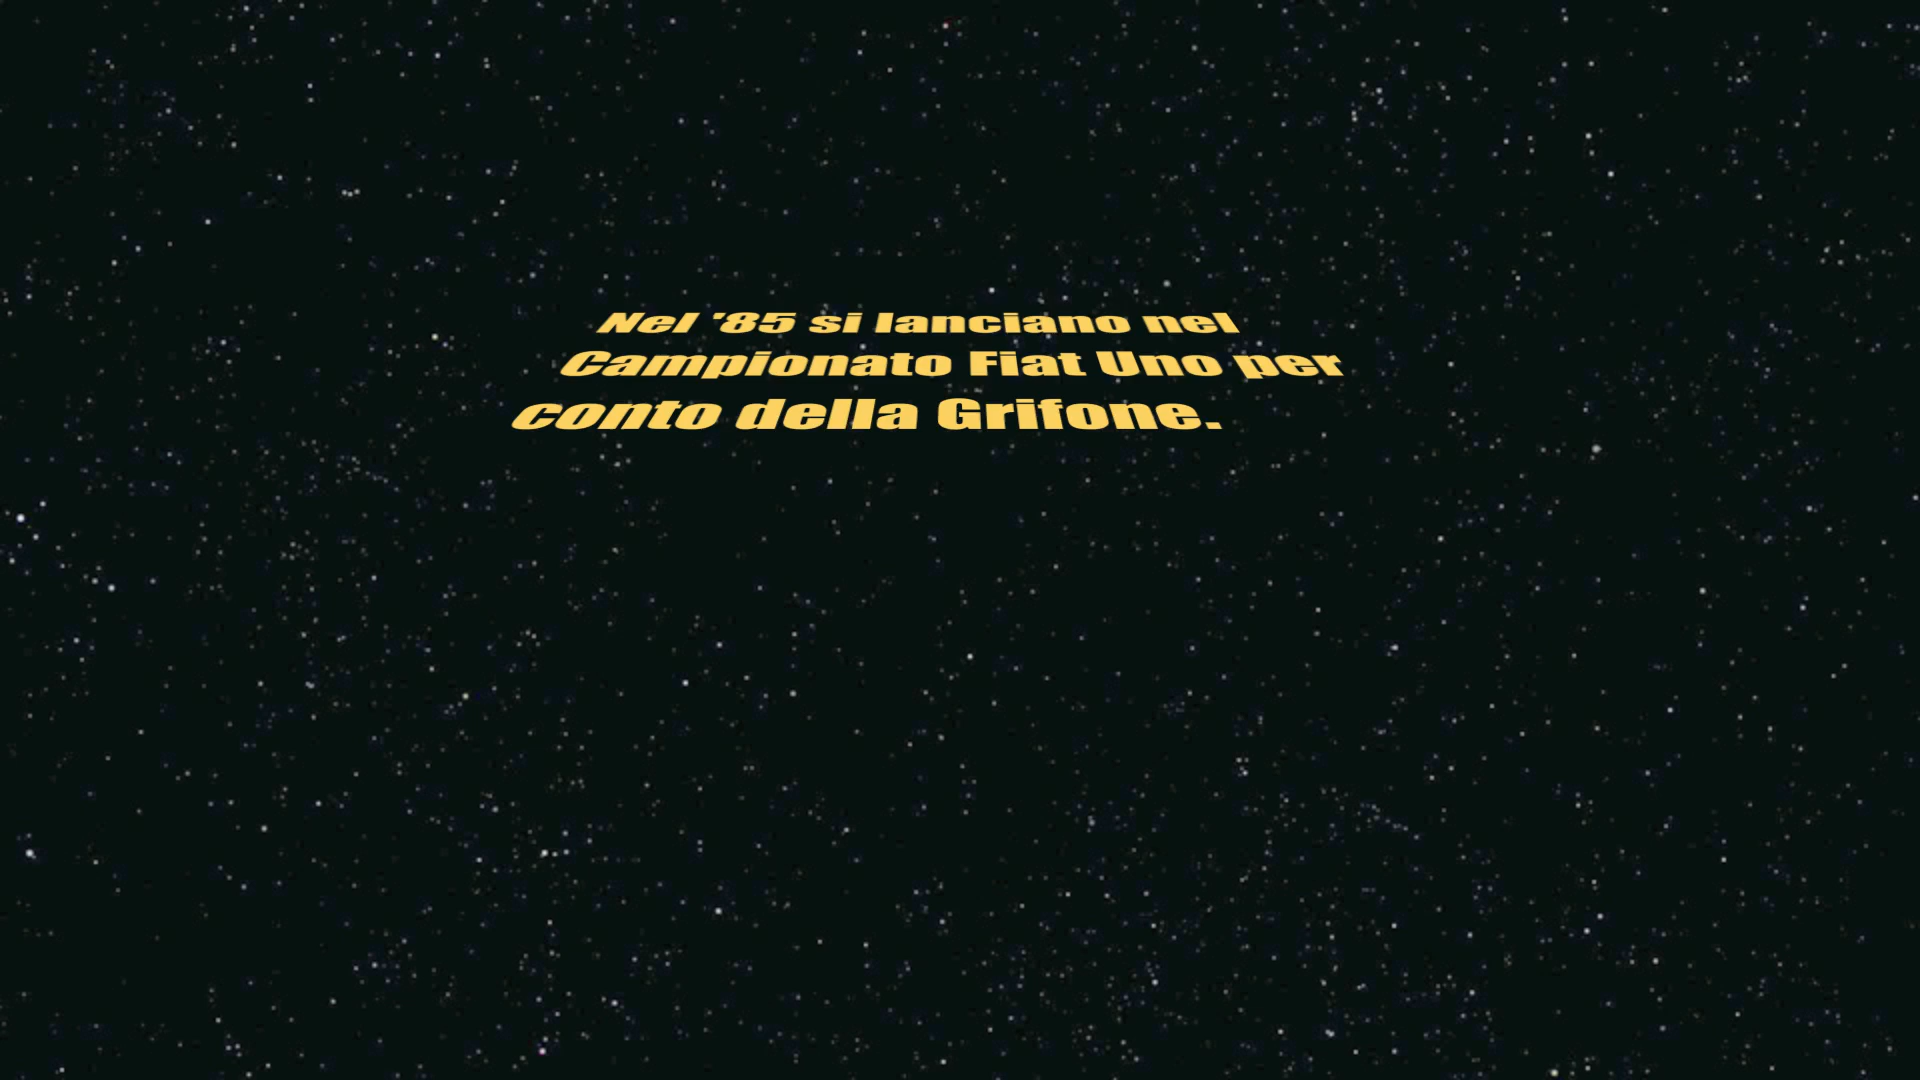 Nel '85 si lanciano nel
Campionato Fiat Uno per
conto della Grifone.